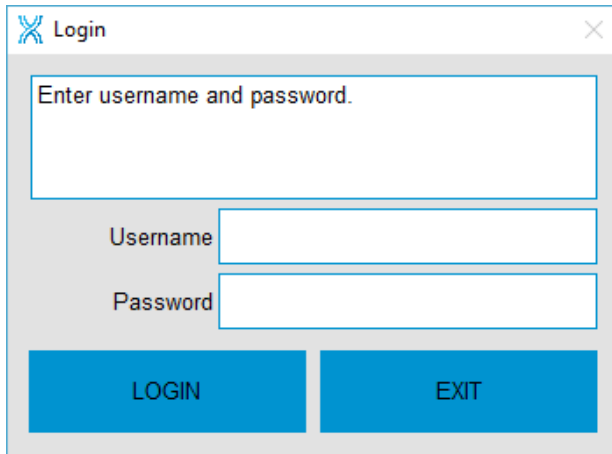 Login
Enter username and password.
Username
Password
LOGIN
EXIT